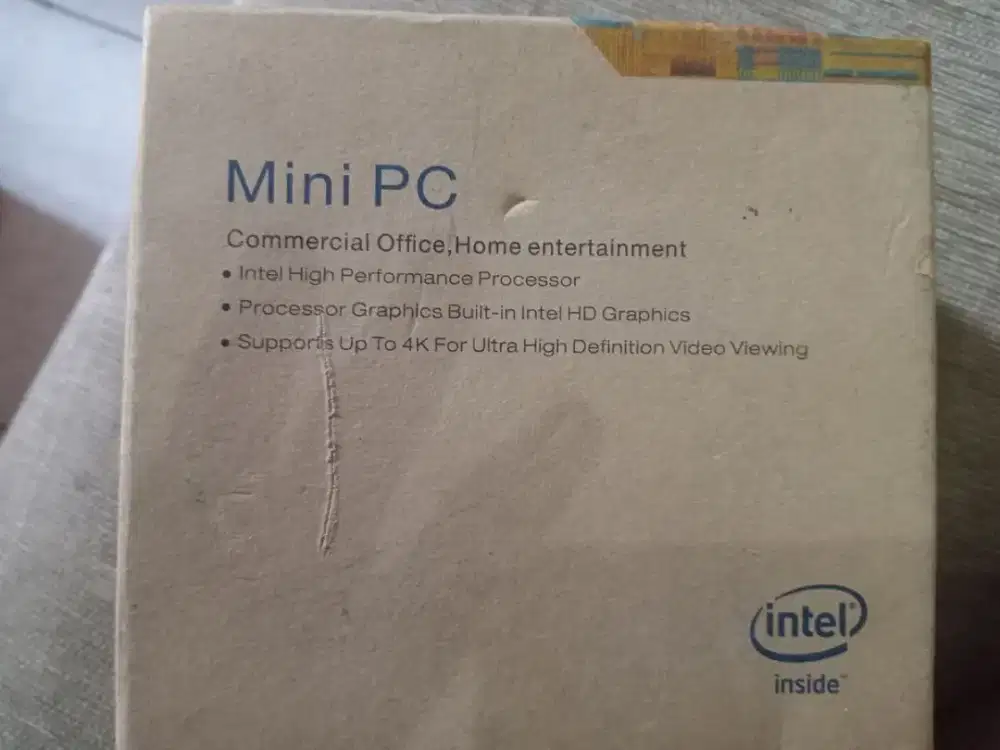 Mini PC
Commercial Office,Home entertainment
• Intel High Performance Processor
• Processor Graphics Built-in Intel HD Graphics
• Supports Up To 4K For Ultra High Definition Video Viewing
intel®
inside™